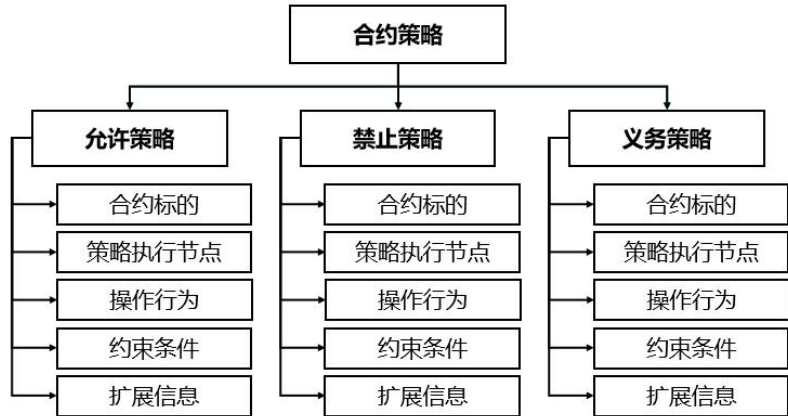 合约策略
允许策略
合约标的
策略执行节点
操作行为
约束条件
扩展信息
禁止策略
合约标的
策略执行节点
操作行为
约束条件
扩展信息
义务策略
合约标的
策略执行节点
操作行为
约束条件
扩展信息